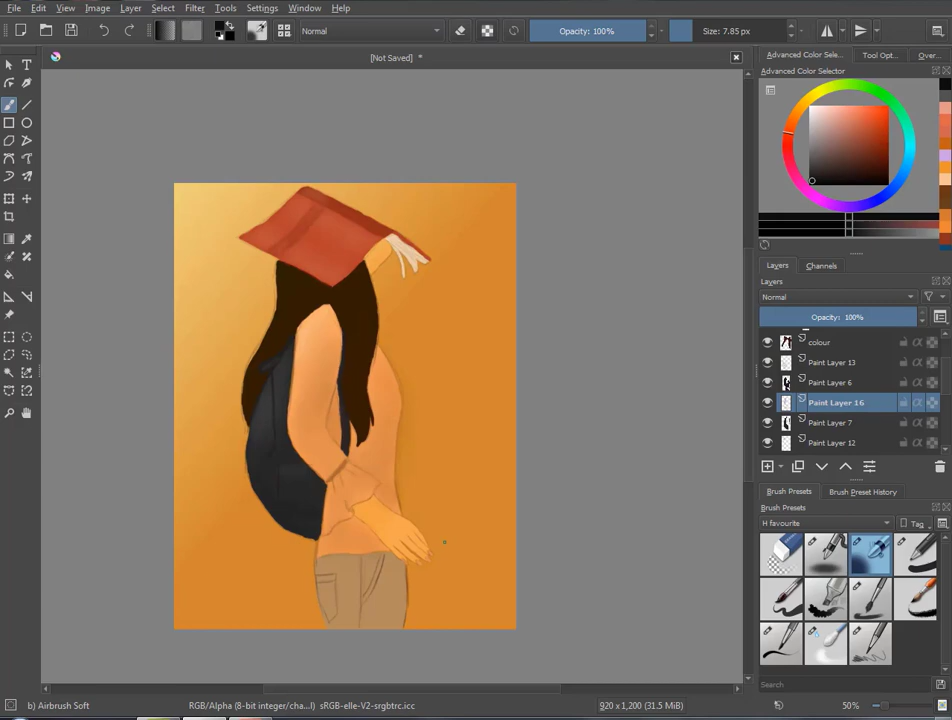 File Edit View Image Layer Select Filter Tools Settings Window Help
Normal Opacity: 100% Size: 7.85 px
[Not Saved] *
Advanced Color Sele... Tool Opt... Over...
Advanced Color Selector
Layers Channels
Layers
Normal
Opacity: 100%
colour
Paint Layer 13
Paint Layer 6
Paint Layer 16
Paint Layer 7
Paint Layer 12
Brush Presets Brush Preset History
Brush Presets
H favourite Tag
Search
b) Airbrush Soft RGB/Alpha (8-bit integer/cha...l) sRGB-elle-V2-srgbtrc.icc 920 x 1,200 (31.5 MiB) 50%